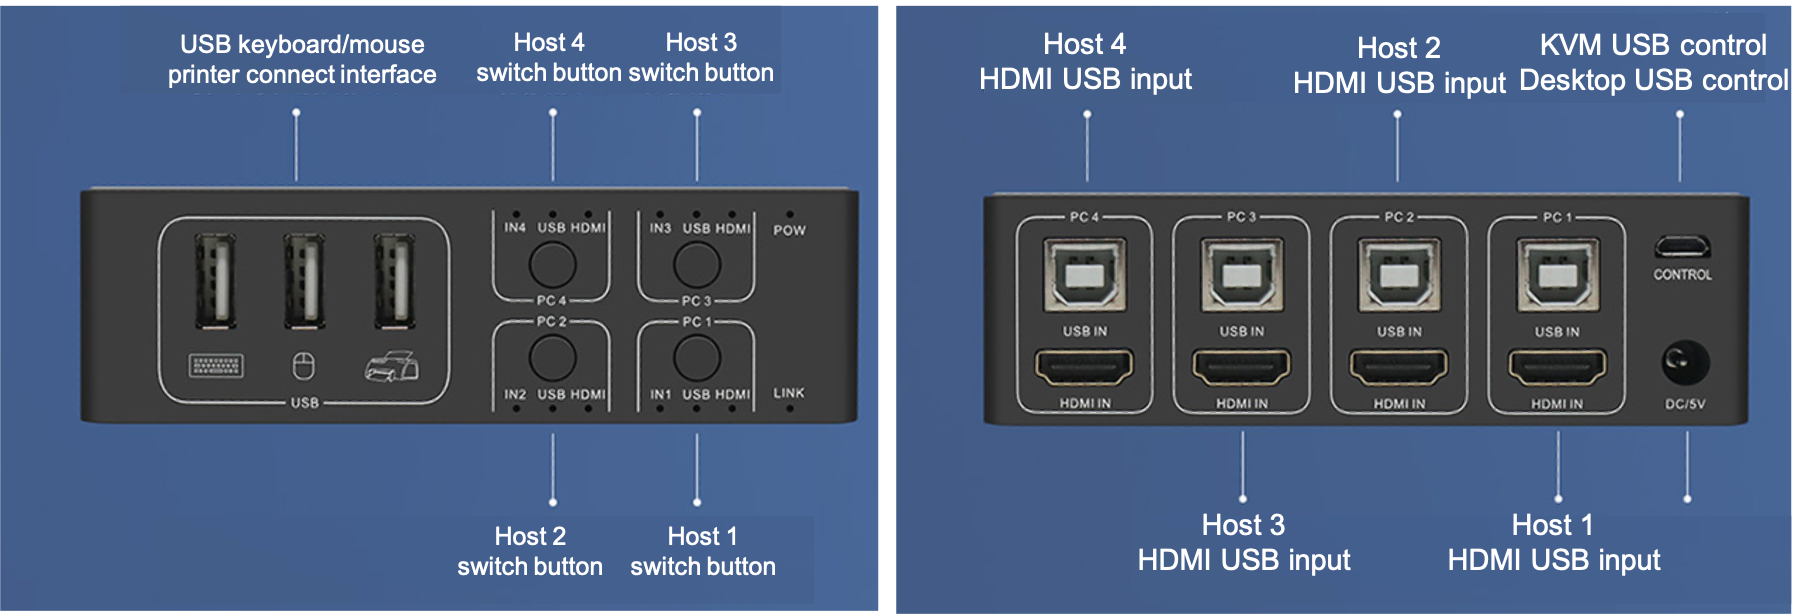 USB keyboard/mouse
printer connect interface
Host 4
switch button
Host 3
switch button
IN4 USB HDMI
PC 4
IN3 USB HDMI
PC 3
POW
PC 2
IN2 USB HDMI
PC 1
IN1 USB HDMI
LINK
USB
Host 2
switch button
Host 1
switch button
Host 4
HDMI USB input
Host 2
HDMI USB input
KVM USB control
Desktop USB control
PC 4
USB IN
HDMI IN
PC 3
USB IN
HDMI IN
PC 2
USB IN
HDMI IN
PC 1
USB IN
HDMI IN
CONTROL
DC/5V
Host 3
HDMI USB input
Host 1
HDMI USB input